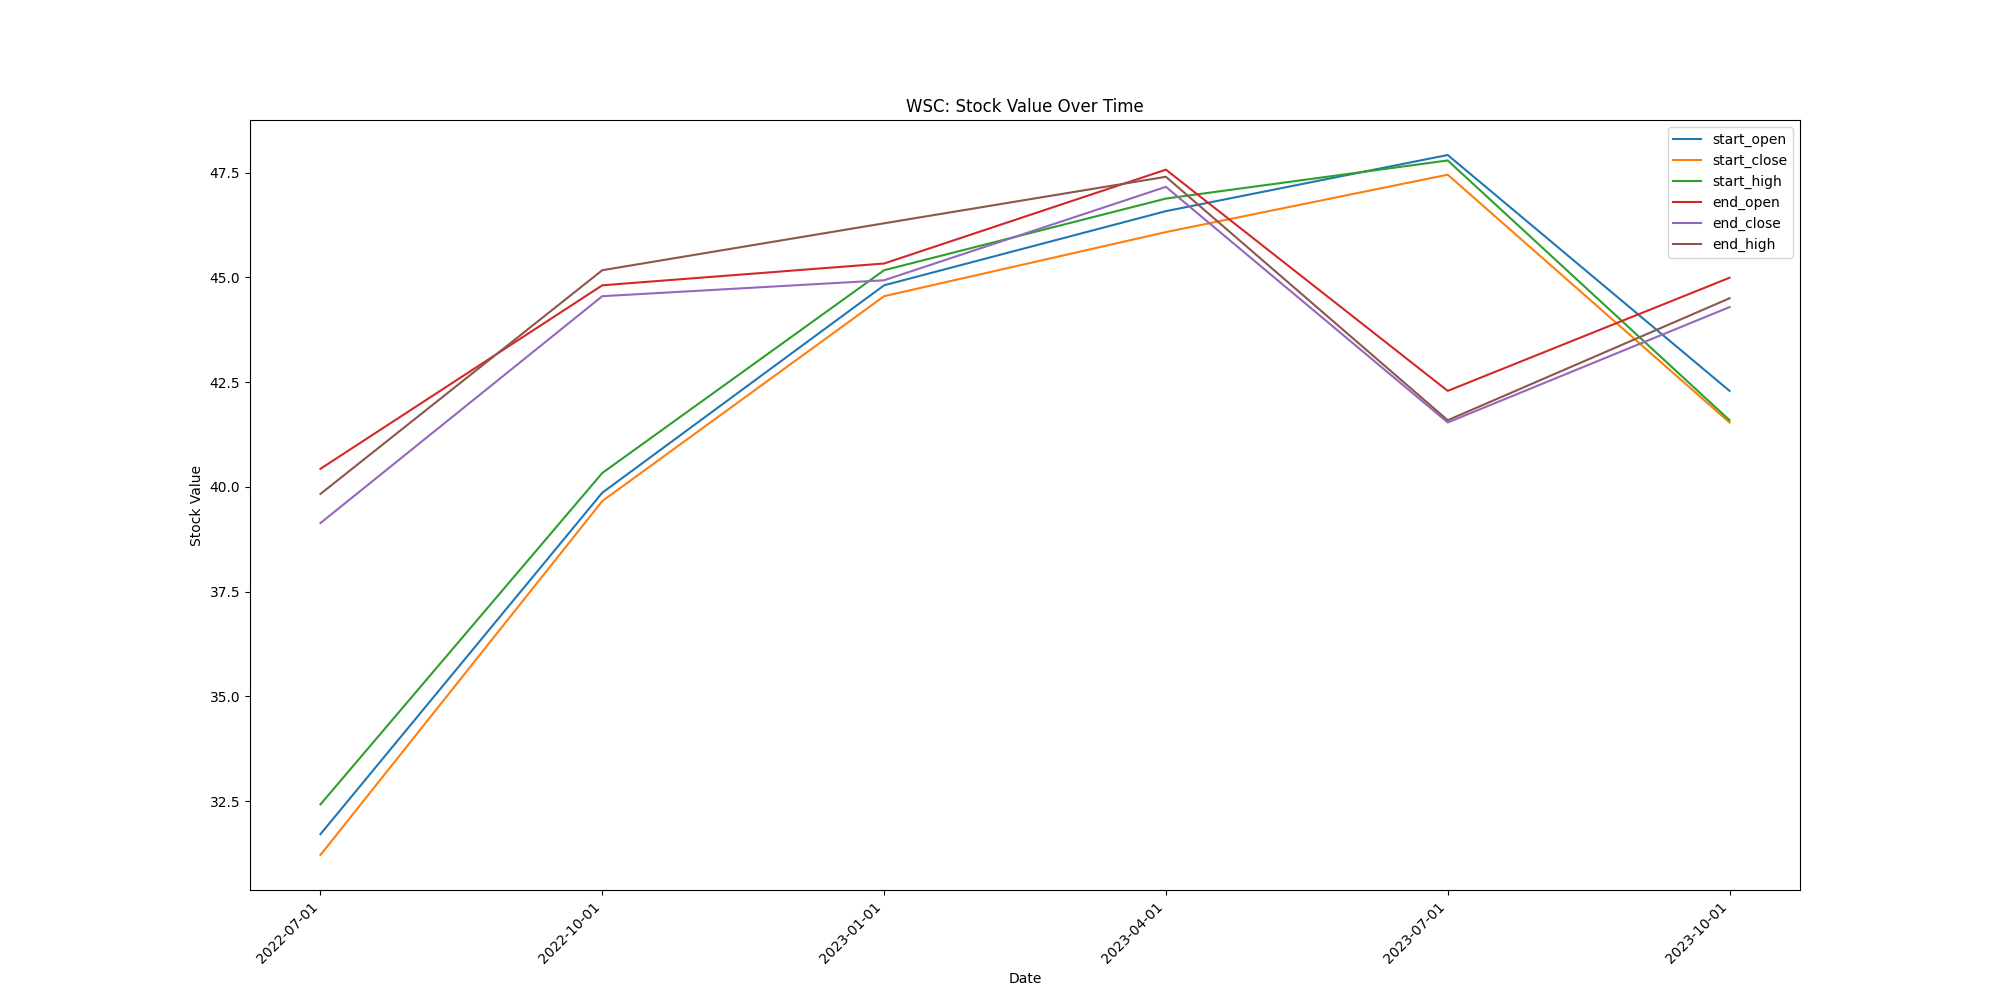 WSC: Stock Value Over Time
start_open
start_close
start_high
end_open
end_close
end_high
Stock Value
47.5
45.0
42.5
40.0
37.5
35.0
32.5
2022-07-01
2022-10-01
2023-01-01
2023-04-01
2023-07-01
2023-10-01
Date